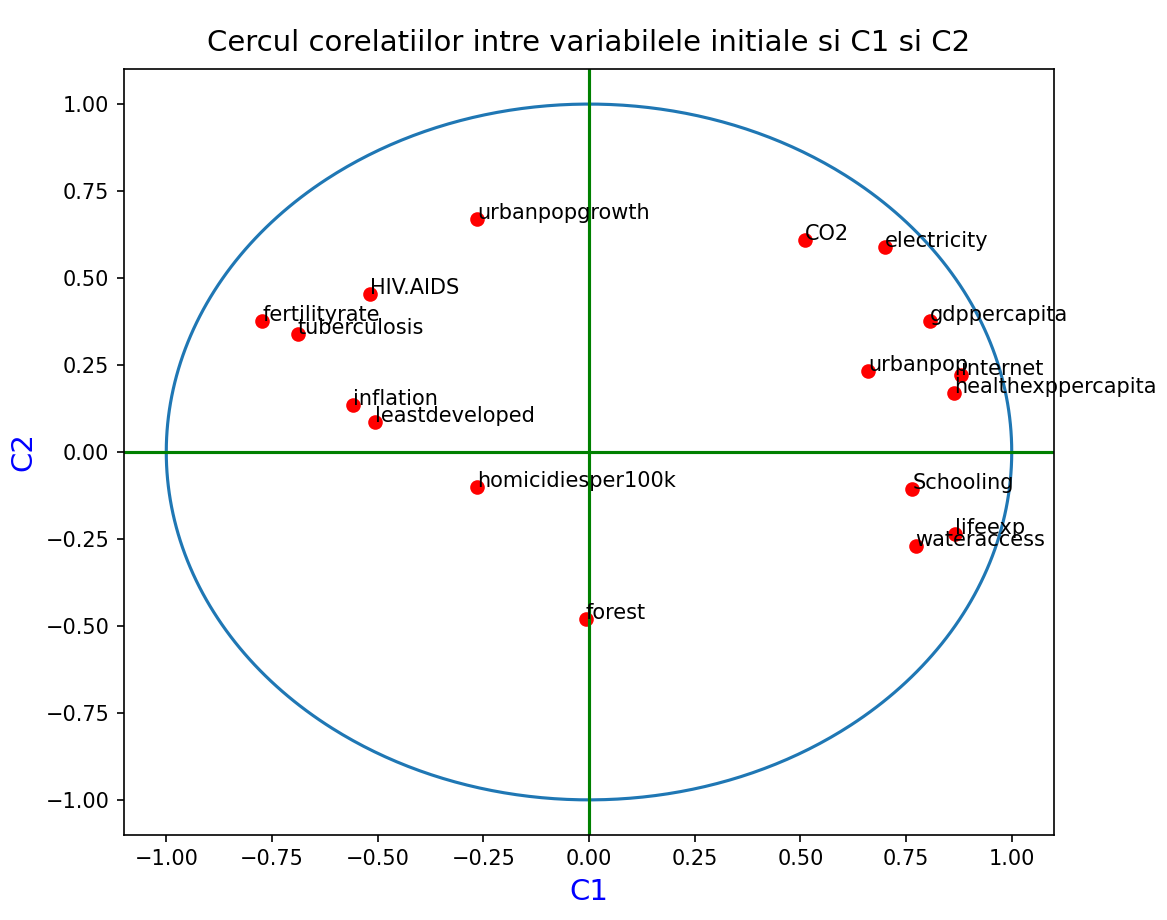 Cercul corelatiilor intre variabilele initiale si C1 si C2
1.00
0.75
0.50
0.25
0.00
−0.25
−0.50
−0.75
−1.00
C2
urbanpopgrowth
CO2
electricity
HIV.AIDS
fertilityrate
tuberculosis
gdppercapita
urbanpop
Internet
healthexppercapita
inflation
leastdeveloped
homicidiesper100k
Schooling
lifeexp
wateraccess
forest
−1.00 −0.75 −0.50 −0.25 0.00 0.25 0.50 0.75 1.00
C1